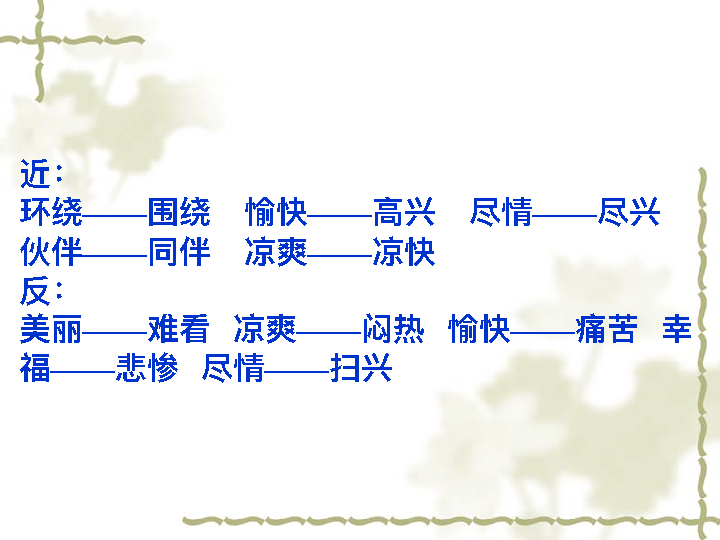 近：
环绕——围绕  愉快——高兴  尽情——尽兴
伙伴——同伴  凉爽——凉快
反：
美丽——难看  凉爽——闷热  愉快——痛苦  幸
福——悲惨  尽情——扫兴